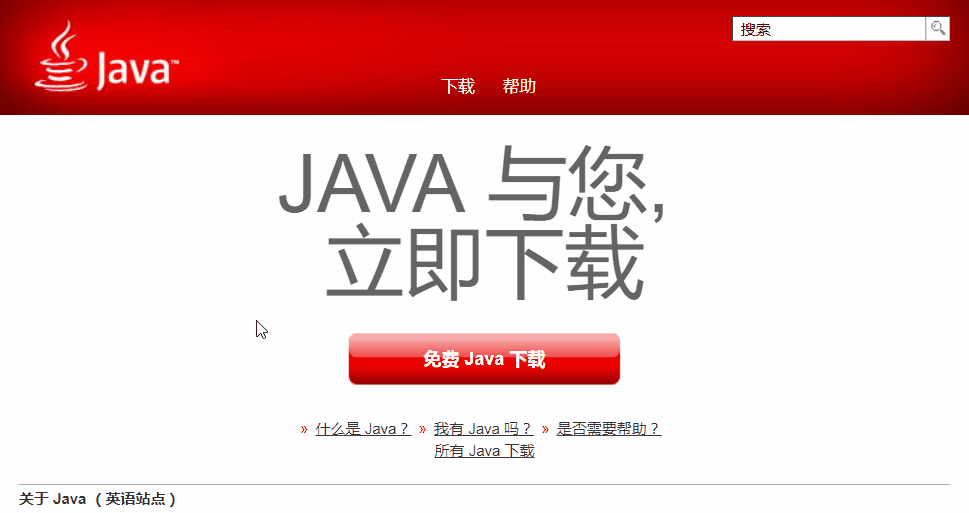 搜索
Java™
下载 帮助
JAVA 与您,
立即下载
免费 Java 下载
» 什么是 Java？ » 我有 Java 吗？ » 是否需要帮助？
所有 Java 下载
关于 Java （英语站点）